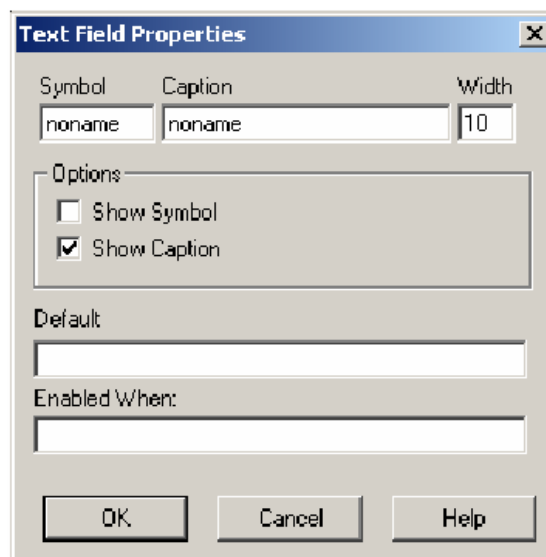 Text Field Properties
Symbol Caption Width
noname noname 10
Options
Show Symbol
Show Caption
Default
Enabled When:
OK Cancel Help